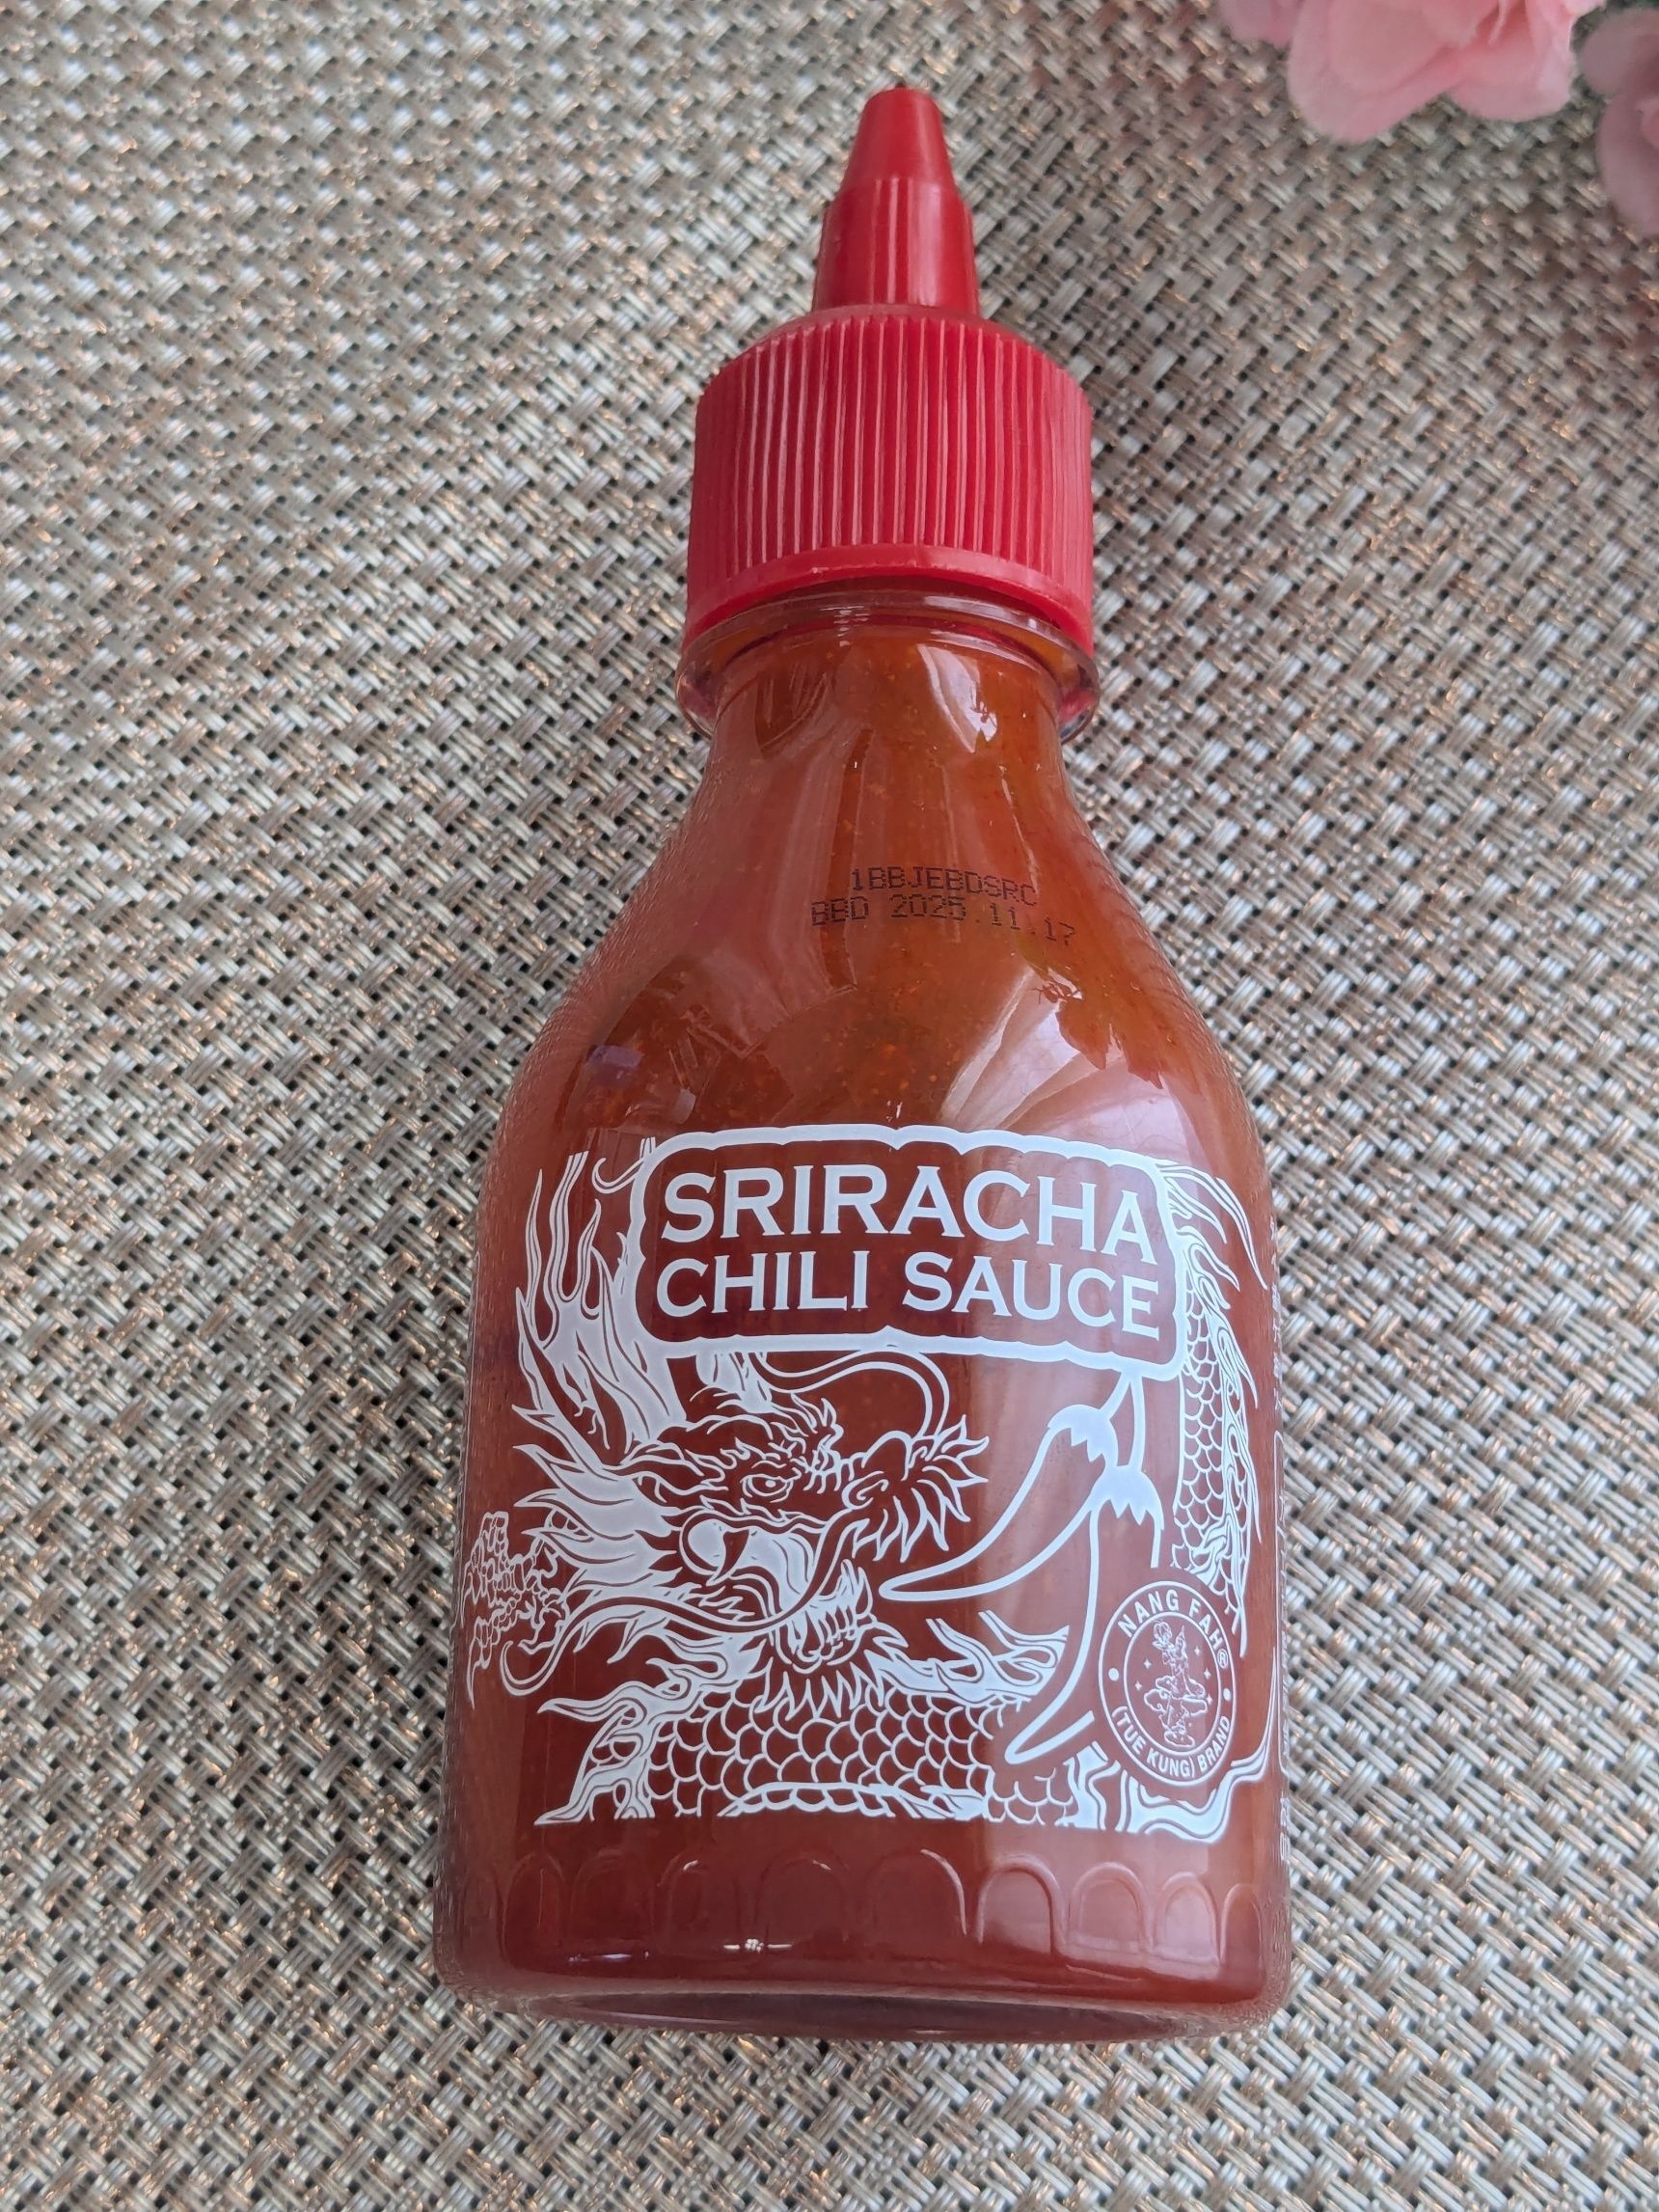 1BBJEBDSRC
BBD 2025.11.17
SRIRACHA
CHILI SAUCE
NANG FAH®
(TUE KUNG) BRAND